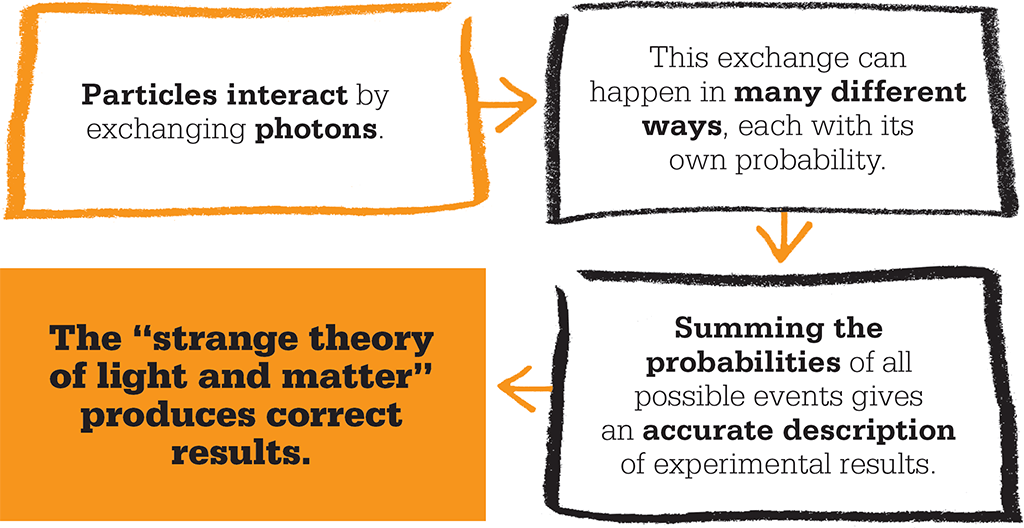 Particles interact by
exchanging photons.
This exchange can
happen in many different
ways, each with its
own probability.
Summing the
probabilities of all
possible events gives
an accurate description
of experimental results.
The “strange theory
of light and matter”
produces correct
results.